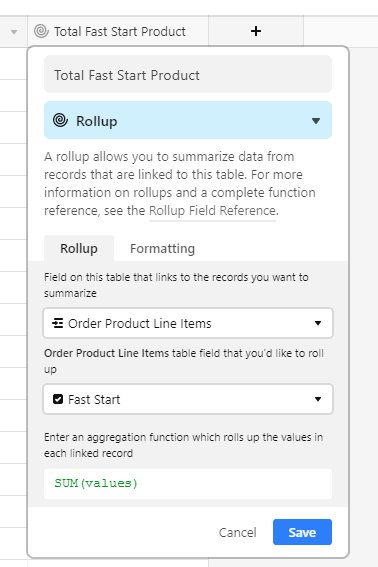 Total Fast Start Product
+
Total Fast Start Product
Rollup
A rollup allows you to summarize data from
records that are linked to this table. For more
information on rollups and a complete function
reference, see the Rollup Field Reference.
Rollup Formatting
Field on this table that links to the records you want to
summarize
Order Product Line Items
Order Product Line Items table field that you'd like to roll
up
Fast Start
Enter an aggregation function which rolls up the values in
each linked record
SUM(values)
Cancel Save